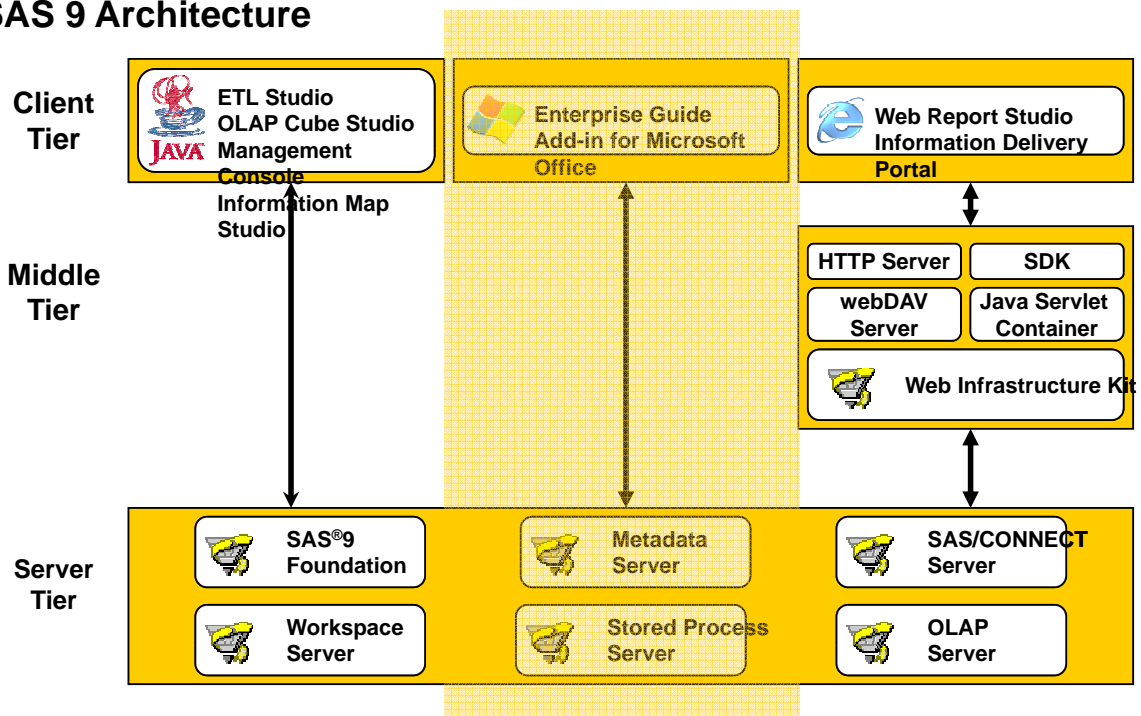 SAS 9 Architecture
Client
Tier
JAVA
ETL Studio
OLAP Cube Studio
Management
Console
Information Map
Studio
Enterprise Guide
Add-in for Microsoft
Office
Web Report Studio
Information Delivery
Portal
Middle
Tier
HTTP Server
SDK
webDAV
Server
Java Servlet
Container
Web Infrastructure Kit
Server
Tier
SAS®9
Foundation
Metadata
Server
SAS/CONNECT
Server
Workspace
Server
Stored Process
Server
OLAP
Server